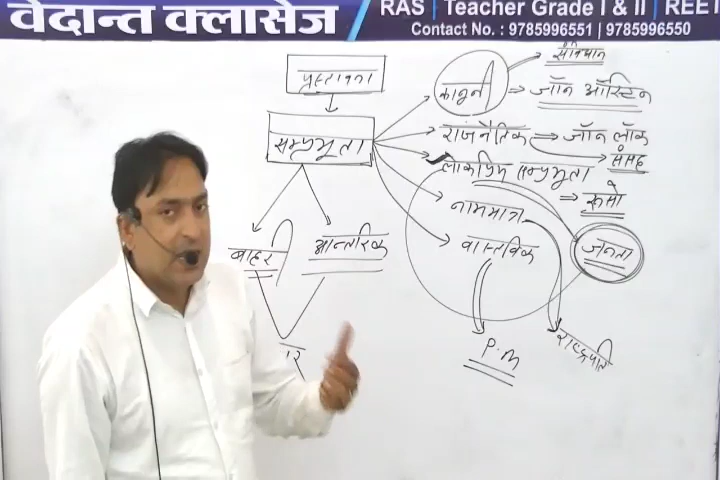 वेदान्त क्लासेज
RAS | Teacher Grade I & II | REET
Contact No. : 9785996551 | 9785996550
प्रस्तावना
सम्प्रभुता
बाहरी
आन्तरिक
कानूनी
संविधान
जॉन ऑस्टिन
राजनैतिक
जॉन लॉक
संसद
लोकप्रिय सम्प्रभुता
रूसो
नाममात्र
वास्तविक
जनता
P.M
राष्ट्रपति